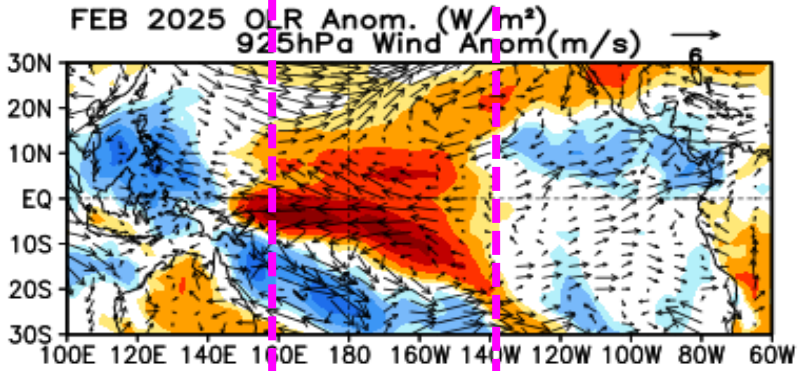 FEB 2025 OLR Anom. (W/m²)
925hPa Wind Anom(m/s)
6
30N
20N
10N
EQ
10S
20S
30S
100E 120E 140E 160E 180 160W 140W 120W 100W 80W 60W